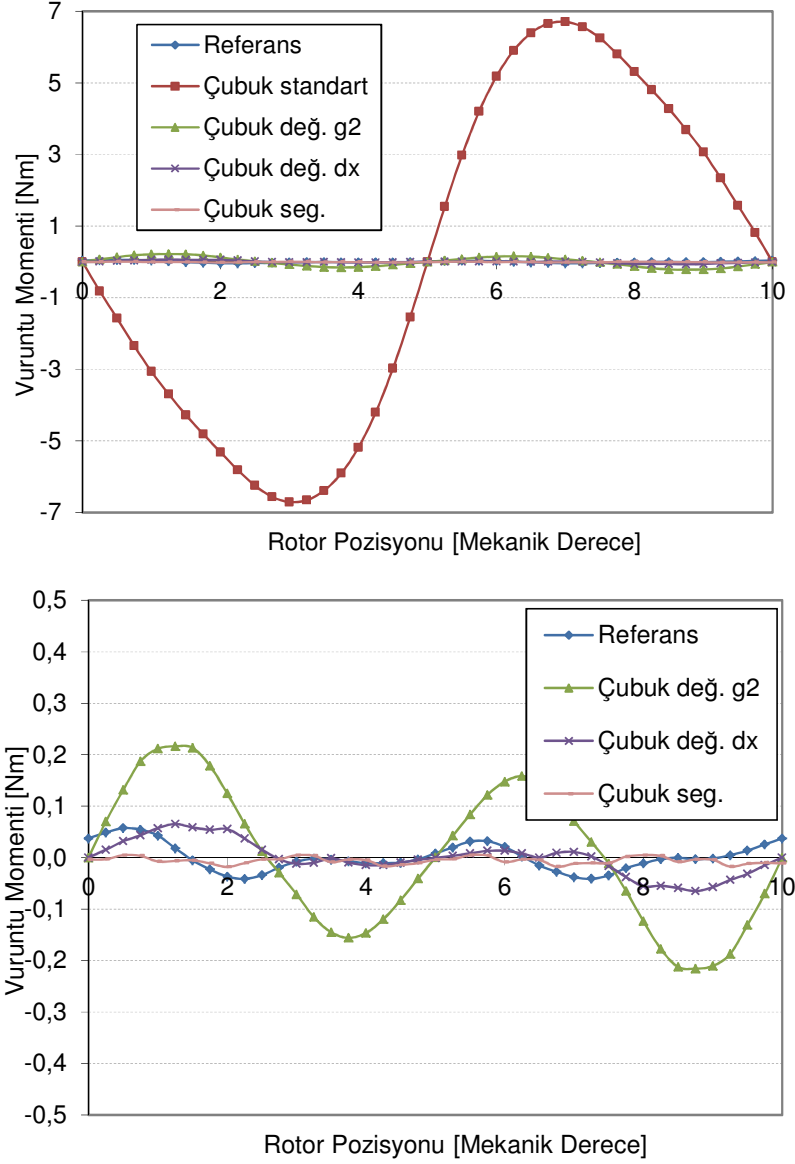 7
5
3
1
-1
-3
-5
-7
Vuruntu Momenti [Nm]
Referans
Çubuk standart
Çubuk değ. g2
Çubuk değ. dx
Çubuk seg.
0 2 4 6 8 10
Rotor Pozisyonu [Mekanik Derece]
0,5
0,4
0,3
0,2
0,1
0,0
-0,1
-0,2
-0,3
-0,4
-0,5
Vuruntu Momenti [Nm]
Referans
Çubuk değ. g2
Çubuk değ. dx
Çubuk seg.
0 2 4 6 8 10
Rotor Pozisyonu [Mekanik Derece]